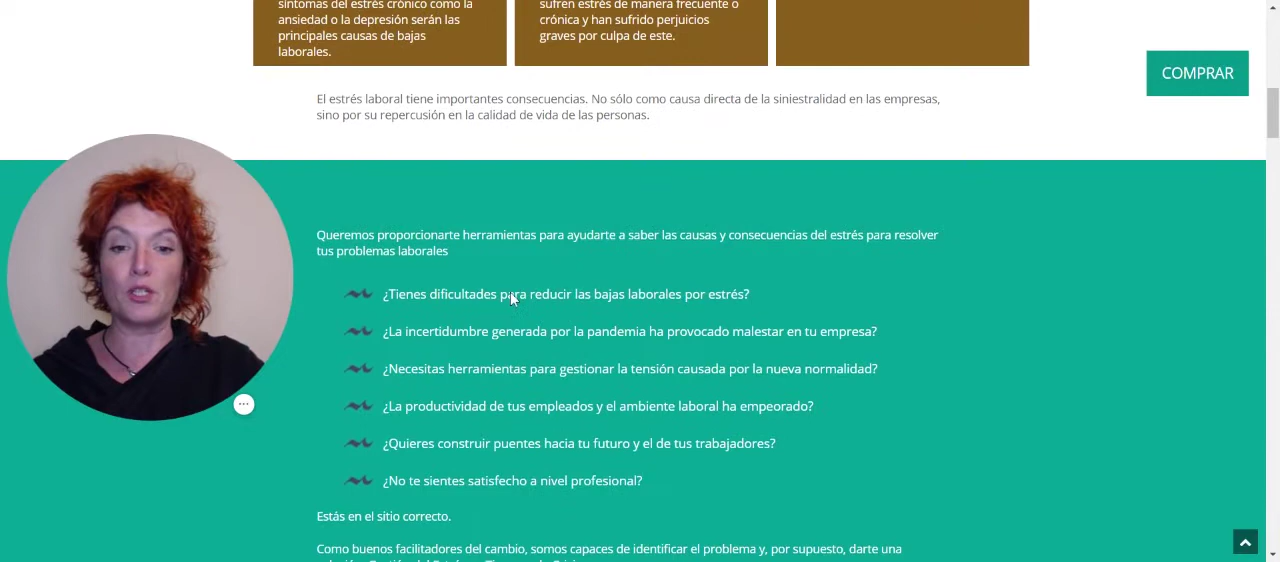 síntomas del estrés crónico como la
ansiedad o la depresión serán las
principales causas de bajas
laborales.
sufren estrés de manera frecuente o
crónica y han sufrido perjuicios
graves por culpa de este.
COMPRAR
El estrés laboral tiene importantes consecuencias. No sólo como causa directa de la siniestralidad en las empresas,
sino por su repercusión en la calidad de vida de las personas.
Queremos proporcionarte herramientas para ayudarte a saber las causas y consecuencias del estrés para resolver
tus problemas laborales
¿Tienes dificultades para reducir las bajas laborales por estrés?
¿La incertidumbre generada por la pandemia ha provocado malestar en tu empresa?
¿Necesitas herramientas para gestionar la tensión causada por la nueva normalidad?
¿La productividad de tus empleados y el ambiente laboral ha empeorado?
¿Quieres construir puentes hacia tu futuro y el de tus trabajadores?
¿No te sientes satisfecho a nivel profesional?
Estás en el sitio correcto.
Como buenos facilitadores del cambio, somos capaces de identificar el problema y, por supuesto, darte una